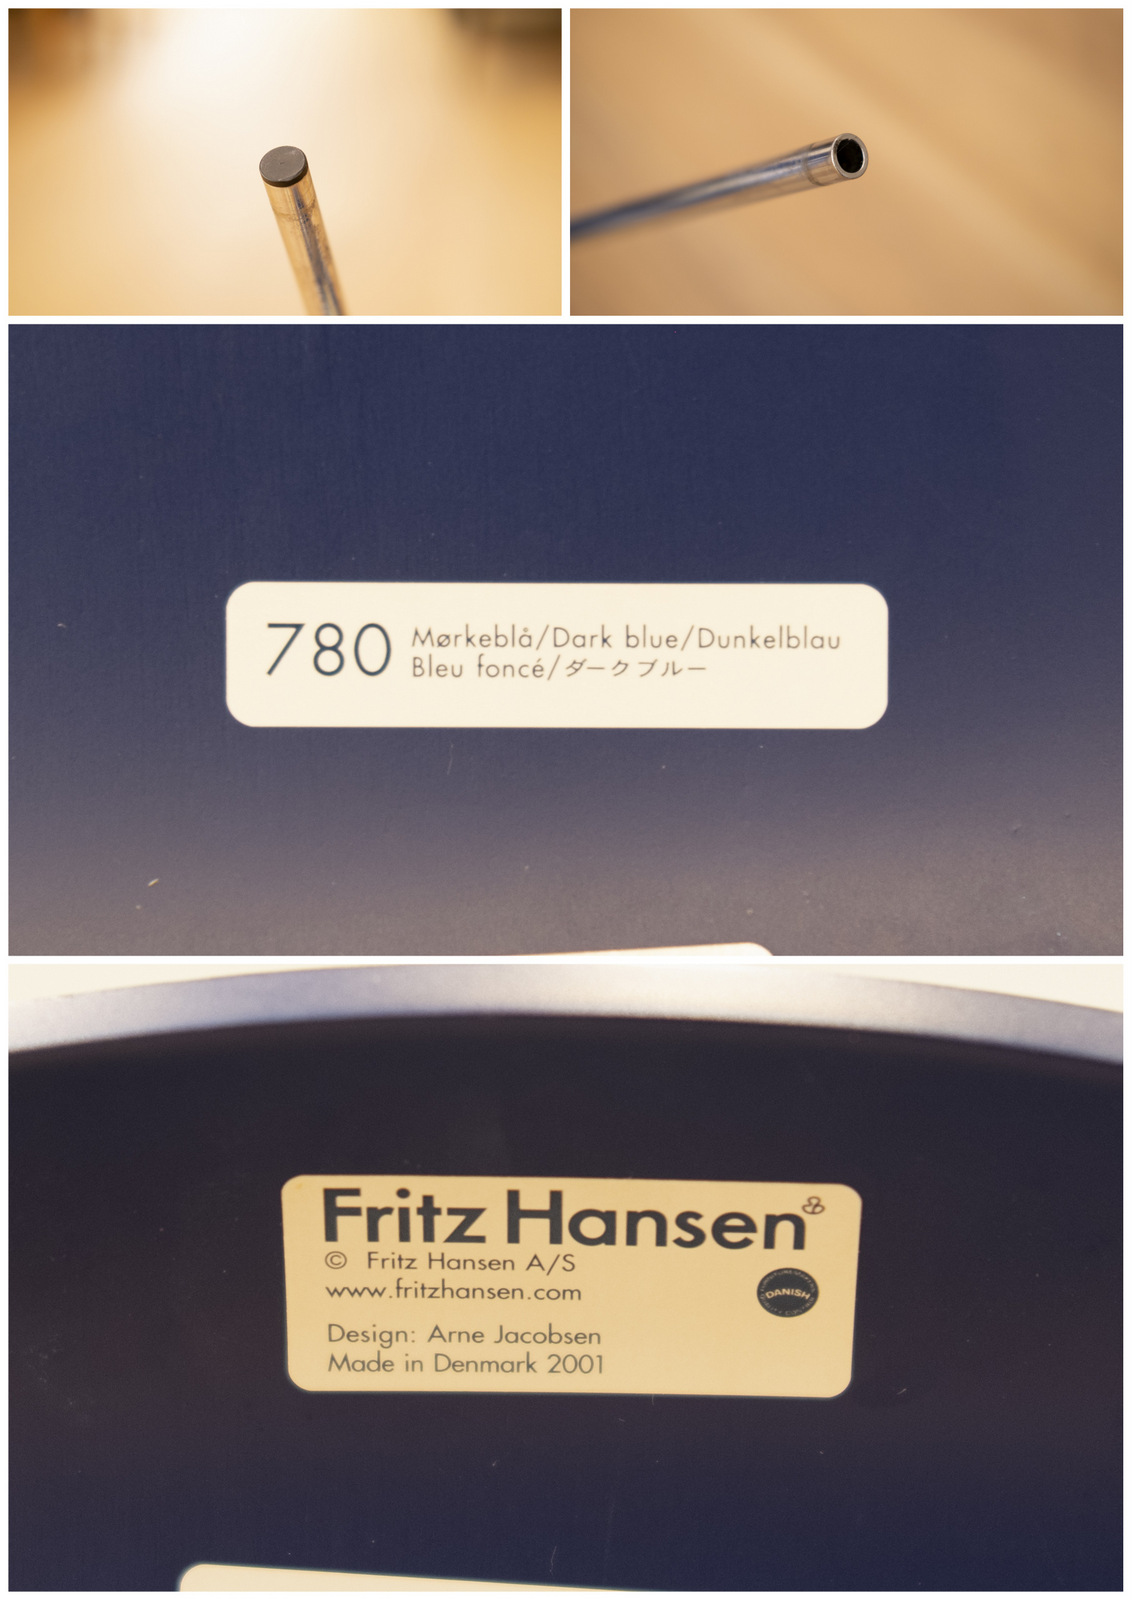 780
Mørkeblå/Dark blue/Dunkelblau
Bleu foncé/ダークブルー
Fritz Hansen
© Fritz Hansen A/S
www.fritzhansen.com
DANISH
Design: Arne Jacobsen
Made in Denmark 2001